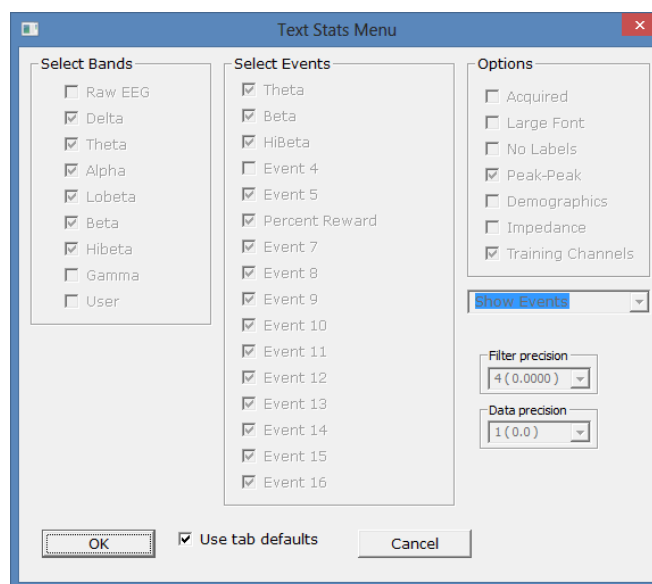 Text Stats Menu
Select Bands
Raw EEG
Delta
Theta
Alpha
Lobeta
Beta
Hibeta
Gamma
User
Select Events
Theta
Beta
HiBeta
Event 4
Event 5
Percent Reward
Event 7
Event 8
Event 9
Event 10
Event 11
Event 12
Event 13
Event 14
Event 15
Event 16
Options
Acquired
Large Font
No Labels
Peak-Peak
Demographics
Impedance
Training Channels
Show Events
Filter precision
4 ( 0.0000 )
Data precision
1 ( 0.0 )
OK
Use tab defaults
Cancel